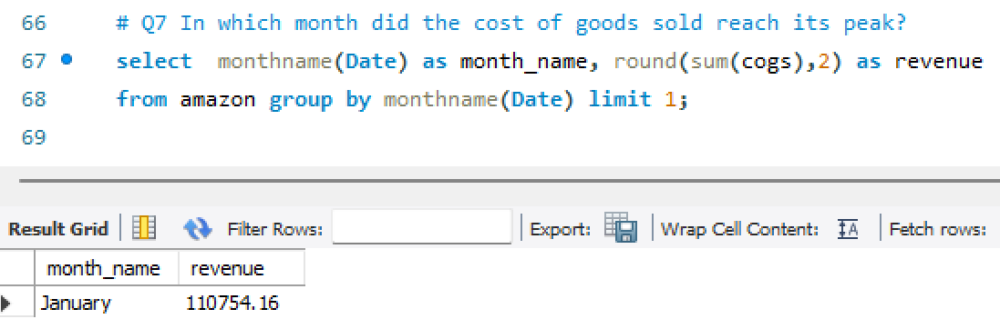 66 # Q7 In which month did the cost of goods sold reach its peak?
67 select monthname(Date) as month_name, round(sum(cogs),2) as revenue
68 from amazon group by monthname(Date) limit 1;
69
Result Grid Filter Rows: Export: Wrap Cell Content: Fetch rows:
month_name revenue
January 110754.16